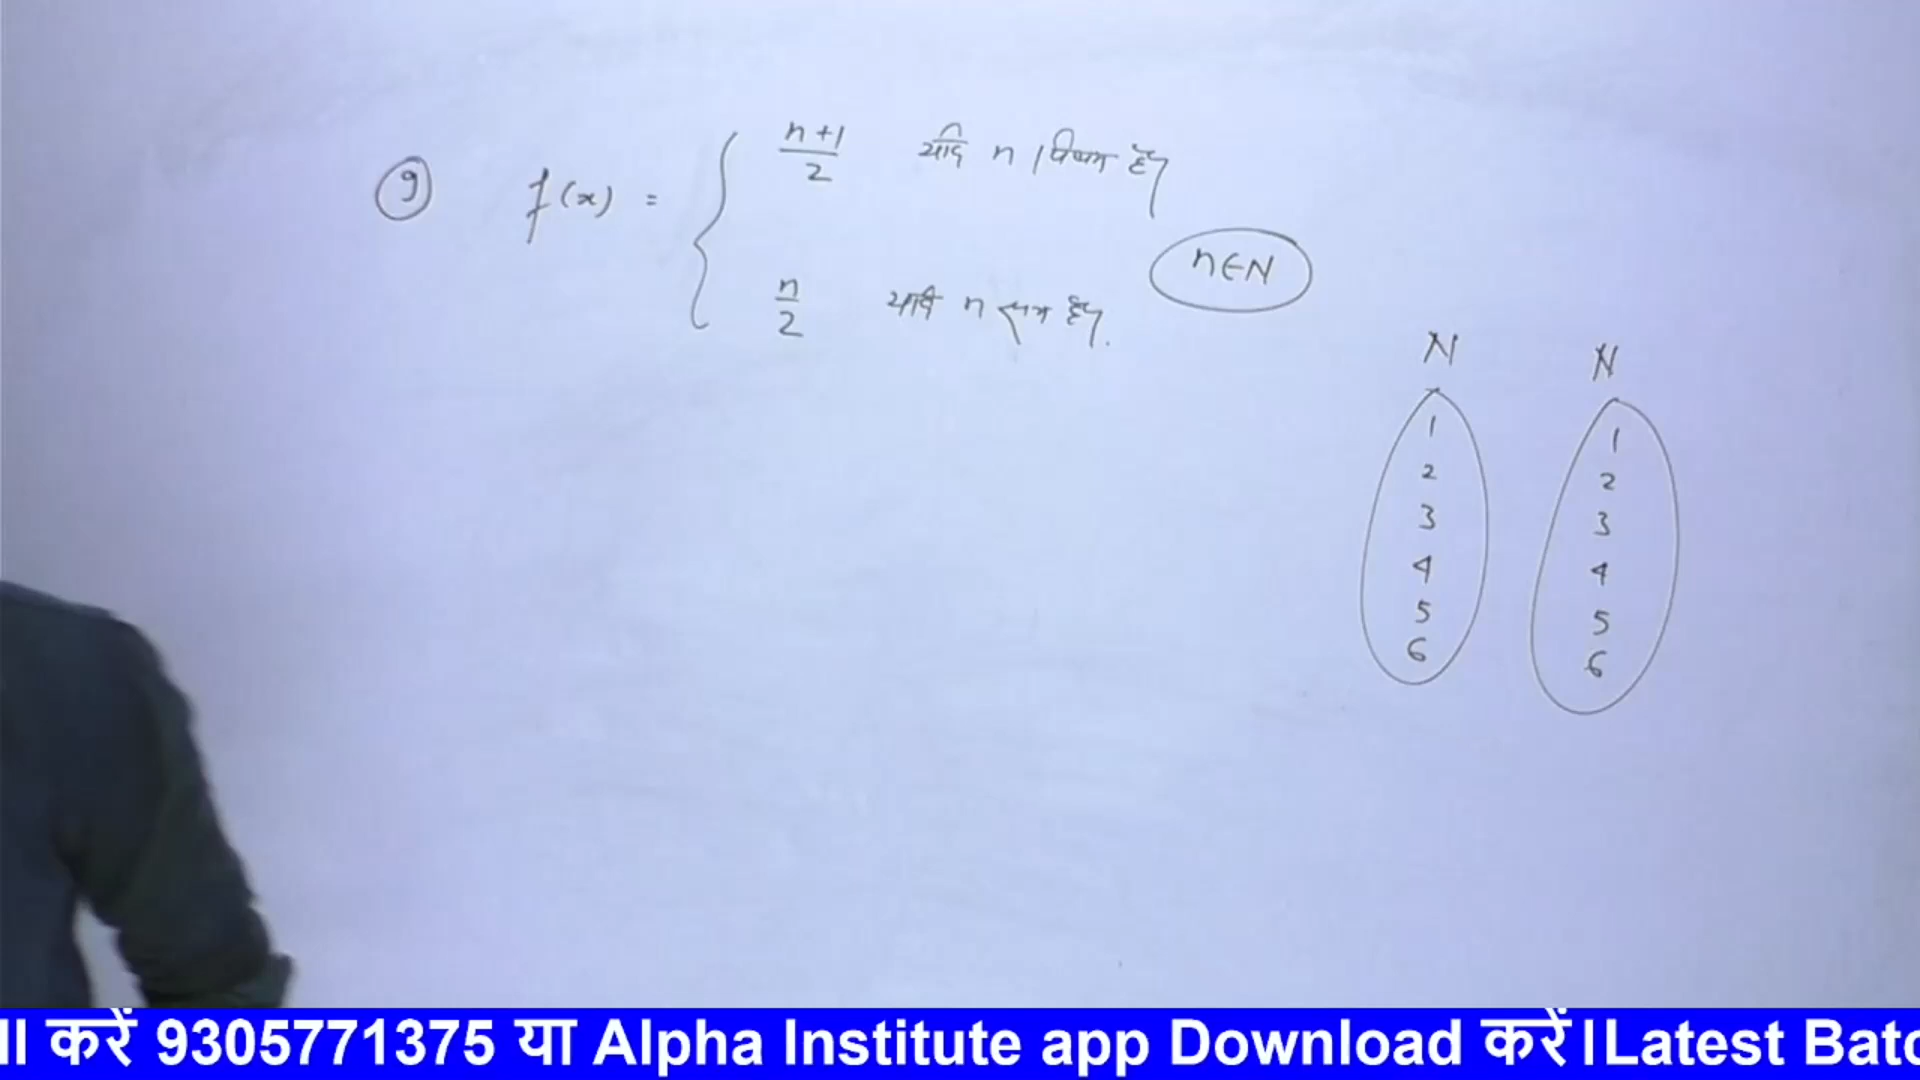 9 f(x) = { n+1/2 यदि n विषम है।
n/2 यदि n सम है।.
n∈N
N N
1 1
2 2
3 3
4 4
5 5
6 6
ll करें 9305771375 या Alpha Institute app Download करें।Latest Batc